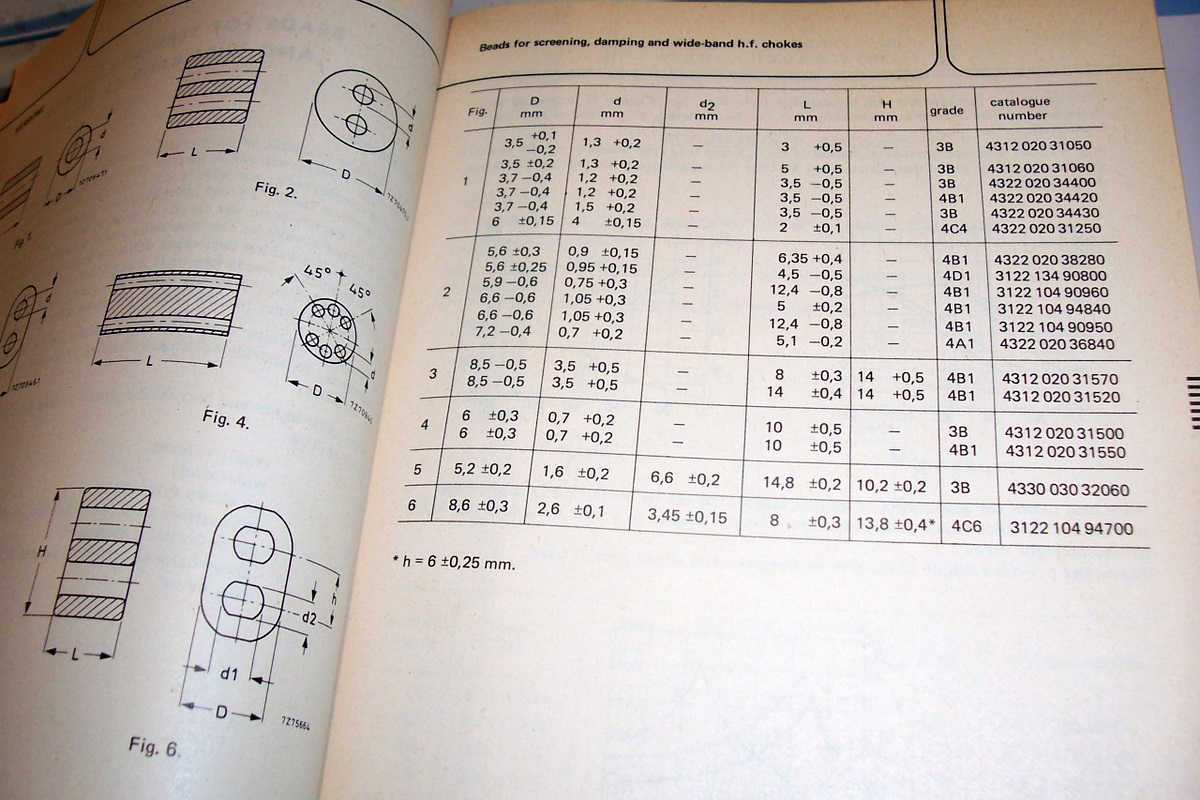 d
D
7Z70947.1
L
D
d
Fig. 2.
Fig. 1.
45°
45°
d
L
D
d
Fig. 4.
H
L
h
d2
d1
D
7Z75664
Fig. 6.
Beads for screening, damping and wide-band h.f. chokes
Fig. D mm d mm d2 mm L mm H mm grade catalogue number
1 3,5 +0,1 −0,2 1,3 +0,2 — 3 +0,5 — 3B 4312 020 31050
3,5 ±0,2 1,3 +0,2 — 5 +0,5 — 3B 4312 020 31060
3,7 −0,4 1,2 +0,2 — 3,5 −0,5 — 3B 4322 020 34400
3,7 −0,4 1,2 +0,2 — 3,5 −0,5 — 4B1 4322 020 34420
3,7 −0,4 1,5 +0,2 — 3,5 −0,5 — 3B 4322 020 34430
6 ±0,15 4 ±0,15 — 2 ±0,1 — 4C4 4322 020 31250
2 5,6 ±0,3 0,9 ±0,15 — 6,35 +0,4 — 4B1 4322 020 38280
5,6 ±0,25 0,95 +0,15 — 4,5 −0,5 — 4D1 3122 134 90800
5,9 −0,6 0,75 +0,3 — 12,4 −0,8 — 4B1 3122 104 90960
6,6 −0,6 1,05 +0,3 — 5 ±0,2 — 4B1 3122 104 94840
6,6 −0,6 1,05 +0,3 — 12,4 −0,8 — 4B1 3122 104 90950
7,2 −0,4 0,7 +0,2 — 5,1 −0,2 — 4A1 4322 020 36840
3 8,5 −0,5 3,5 +0,5 8 ±0,3 14 +0,5 4B1 4312 020 31570
8,5 −0,5 3,5 +0,5 14 ±0,4 14 +0,5 4B1 4312 020 31520
4 6 ±0,3 0,7 +0,2 — 10 ±0,5 — 3B 4312 020 31500
6 ±0,3 0,7 +0,2 — 10 ±0,5 — 4B1 4312 020 31550
5 5,2 ±0,2 1,6 ±0,2 6,6 ±0,2 14,8 ±0,2 10,2 ±0,2 3B 4330 030 32060
6 8,6 ±0,3 2,6 ±0,1 3,45 ±0,15 8 ±0,3 13,8 ±0,4* 4C6 3122 104 94700
* h = 6 ±0,25 mm.